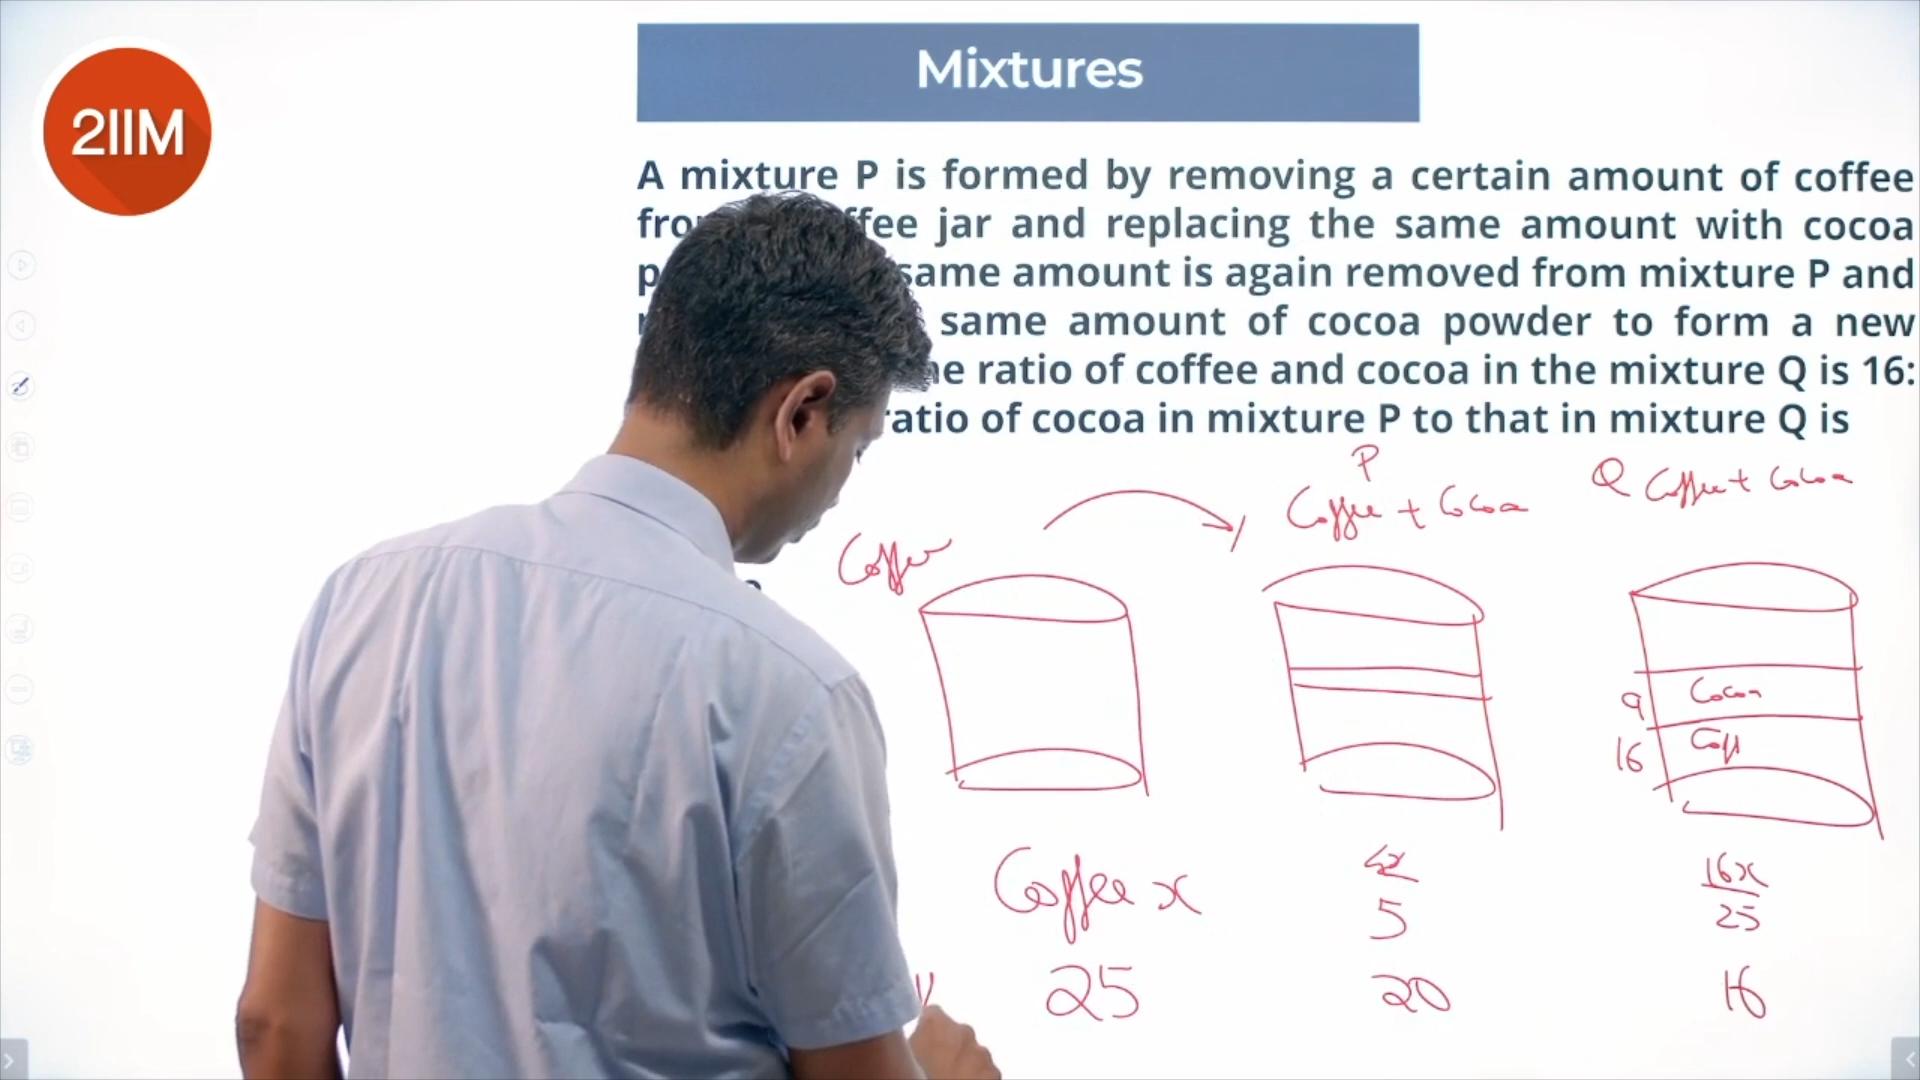 2IIM
Mixtures
A mixture P is formed by removing a certain amount of coffee
jar and replacing the same amount with cocoa
same amount is again removed from mixture P and
same amount of cocoa powder to form a new
ratio of coffee and cocoa in the mixture Q is 16:
ratio of cocoa in mixture P to that in mixture Q is
P
Q Coffee + Cocoa
Coffee + Cocoa
Coffee
9 Cocoa
16 Coff
Coffee x 4x/5 16x/25
25 20 16